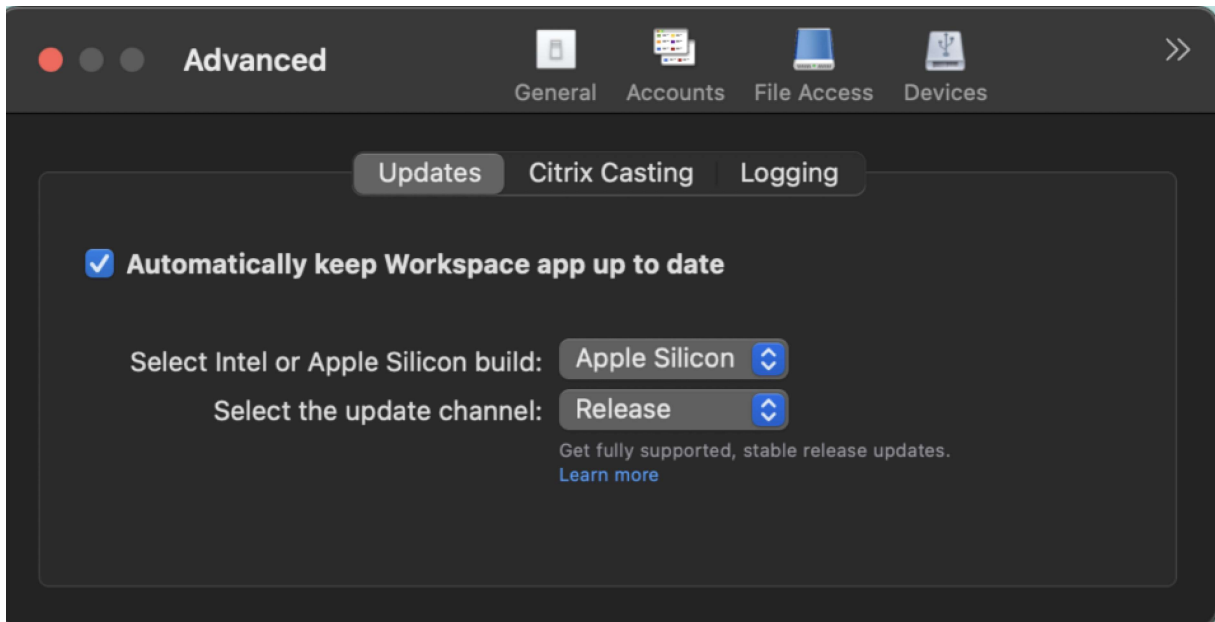 Advanced
General Accounts File Access Devices
Updates Citrix Casting Logging
Automatically keep Workspace app up to date
Select Intel or Apple Silicon build: Apple Silicon
Select the update channel: Release
Get fully supported, stable release updates.
Learn more